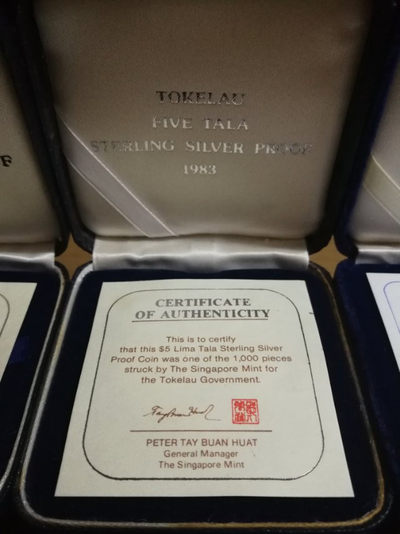 TOKELAU
FIVE TALA
STERLING SILVER PROOF
1983
CERTIFICATE
OF AUTHENTICITY
This is to certify
that this $5 Lima Tala Sterling Silver
Proof Coin was one of the 1,000 pieces
struck by The Singapore Mint for
the Tokelau Government.
PETER TAY BUAN HUAT
General Manager
The Singapore Mint